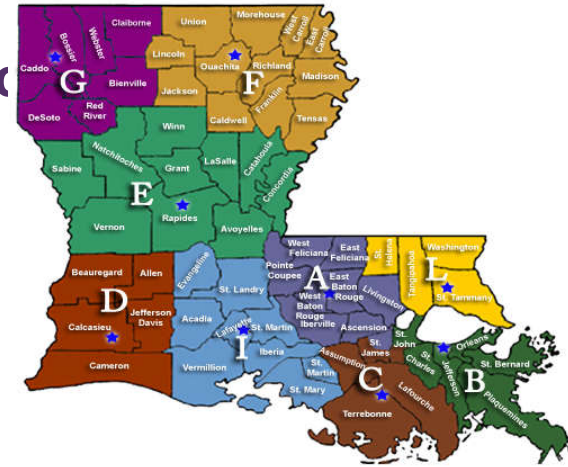 Claiborne
Union
Morehouse
West
Carroll
East
Carroll
Bossier
Webster
Lincoln
Ouachita
Richland
Caddo
G
Bienville
F
Madison
Jackson
Franklin
DeSoto
Red
River
Caldwell
Tensas
Winn
Natchitoches
Grant
LaSalle
Catahoula
Concordia
Sabine
E
Rapides
Vernon
Avoyelles
West Feliciana
East
Feliciana
St.
Helena
Tangipahoa
Washington
L
St. Tammany
Beauregard
Allen
Evangeline
St. Landry
Pointe
Coupee
A
East
Baton
Rouge
West
Baton
Rouge
Iberville
Livingston
D
Jefferson
Davis
Calcasieu
Acadia
Lafayette
St. Martin
I
Ascension
St.
James
St.
John
St.
Charles
Orleans
Jefferson
St. Bernard
B
Plaquemines
Cameron
Vermillion
Iberia
St.
Martin
St. Mary
Assumption
C
Lafourche
Terrebonne